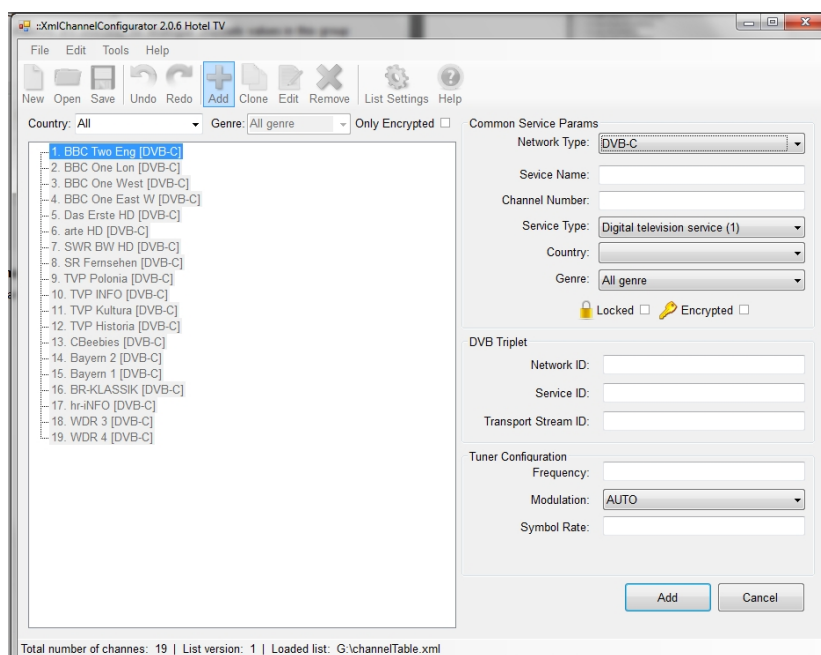 ::XmlChannelConfigurator 2.0.6 Hotel TV
File Edit Tools Help
New Open Save Undo Redo Add Clone Edit Remove List Settings Help
Country: All Genre: All genre Only Encrypted
1. BBC Two Eng [DVB-C]
2. BBC One Lon [DVB-C]
3. BBC One West [DVB-C]
4. BBC One East W [DVB-C]
5. Das Erste HD [DVB-C]
6. arte HD [DVB-C]
7. SWR BW HD [DVB-C]
8. SR Fernsehen [DVB-C]
9. TVP Polonia [DVB-C]
10. TVP INFO [DVB-C]
11. TVP Kultura [DVB-C]
12. TVP Historia [DVB-C]
13. CBeebies [DVB-C]
14. Bayern 2 [DVB-C]
15. Bayern 1 [DVB-C]
16. BR-KLASSIK [DVB-C]
17. hr-iNFO [DVB-C]
18. WDR 3 [DVB-C]
19. WDR 4 [DVB-C]
Common Service Params
Network Type: DVB-C
Sevice Name:
Channel Number:
Service Type: Digital television service (1)
Country:
Genre: All genre
Locked Encrypted
DVB Triplet
Network ID:
Service ID:
Transport Stream ID:
Tuner Configuration
Frequency:
Modulation: AUTO
Symbol Rate:
Add Cancel
Total number of channes: 19 | List version: 1 | Loaded list: G:\channelTable.xml